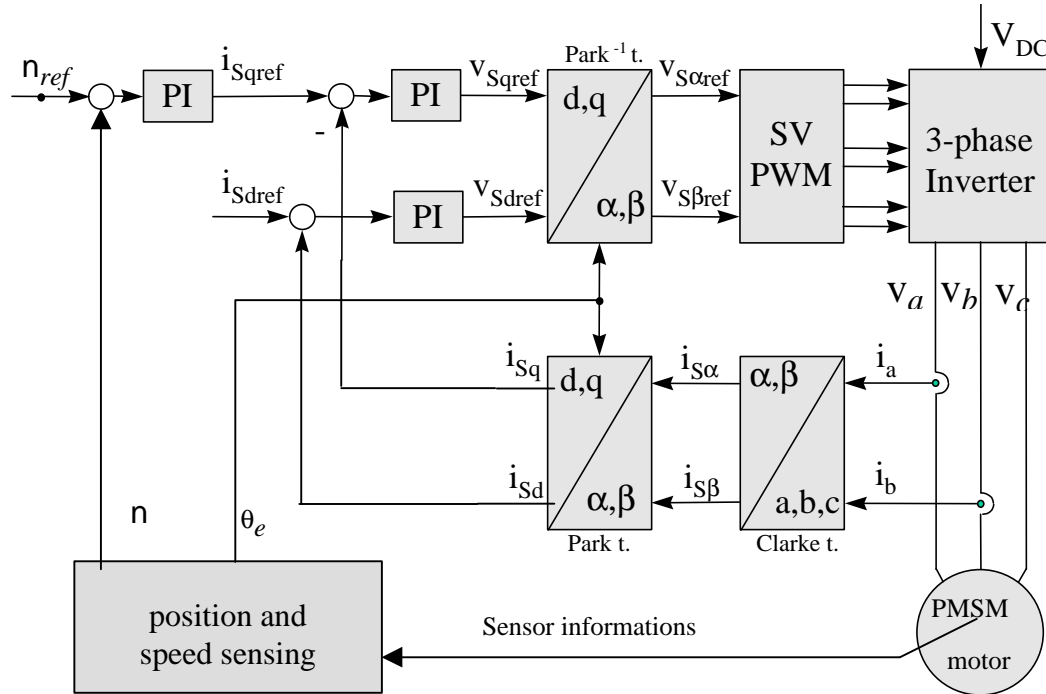 Park⁻¹ t.
V_DC
n_ref
i_Sqref
v_Sqref
v_Sαref
PI
PI
d,q
SV
PWM
3-phase
Inverter
-
i_Sdref
v_Sdref
v_Sβref
PI
α,β
v_a
v_b
v_c
i_Sq
i_Sα
i_a
d,q
α,β
i_Sd
i_Sβ
i_b
α,β
a,b,c
n
θ_e
Park t.
Clarke t.
position and
speed sensing
Sensor informations
PMSM
motor